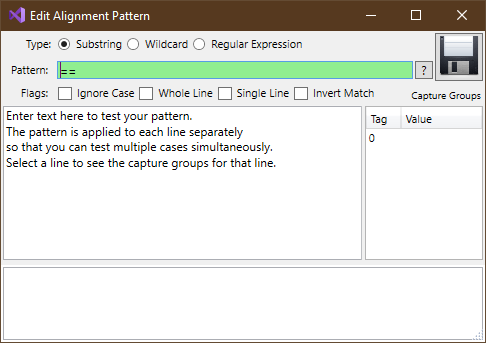 Edit Alignment Pattern
Type: Substring Wildcard Regular Expression
Pattern: == ?
Flags: Ignore Case Whole Line Single Line Invert Match Capture Groups
Enter text here to test your pattern.
The pattern is applied to each line separately
so that you can test multiple cases simultaneously.
Select a line to see the capture groups for that line.
Tag Value
0